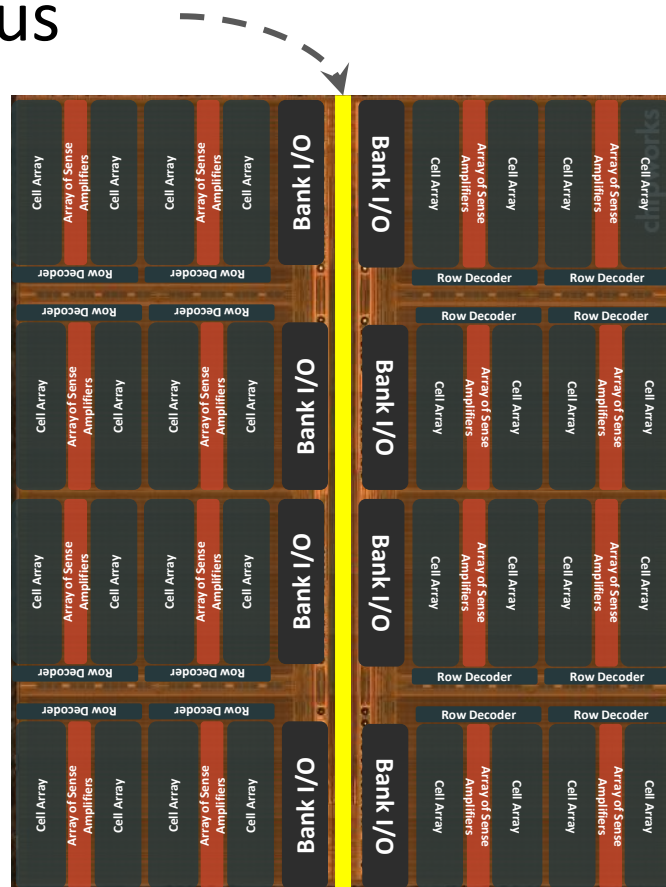 us
Cell Array
Array of Sense
Amplifiers
Cell Array
Cell Array
Array of Sense
Amplifiers
Cell Array
Bank I/O
Bank I/O
Cell Array
Array of Sense
Amplifiers
Cell Array
Cell Array
Array of Sense
Amplifiers
Cell Array
chipworks
Row Decoder
Row Decoder
Row Decoder
Row Decoder
Row Decoder
Row Decoder
Row Decoder
Row Decoder
Cell Array
Array of Sense
Amplifiers
Cell Array
Cell Array
Array of Sense
Amplifiers
Cell Array
Bank I/O
Bank I/O
Cell Array
Array of Sense
Amplifiers
Cell Array
Cell Array
Array of Sense
Amplifiers
Cell Array
Cell Array
Array of Sense
Amplifiers
Cell Array
Cell Array
Array of Sense
Amplifiers
Cell Array
Bank I/O
Bank I/O
Cell Array
Array of Sense
Amplifiers
Cell Array
Cell Array
Array of Sense
Amplifiers
Cell Array
Row Decoder
Row Decoder
Row Decoder
Row Decoder
Row Decoder
Row Decoder
Row Decoder
Row Decoder
Cell Array
Array of Sense
Amplifiers
Cell Array
Cell Array
Array of Sense
Amplifiers
Cell Array
Bank I/O
Bank I/O
Cell Array
Array of Sense
Amplifiers
Cell Array
Cell Array
Array of Sense
Amplifiers
Cell Array